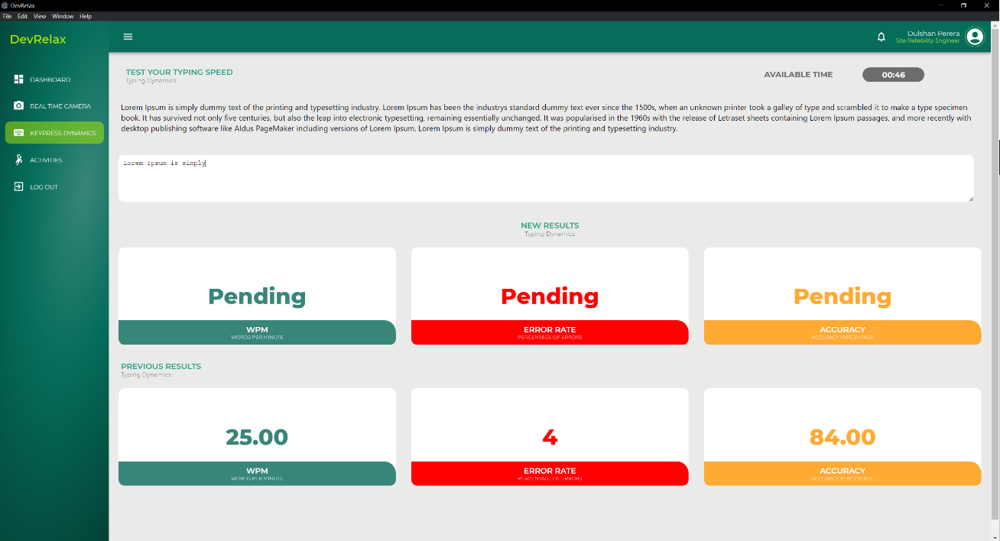 DevRelax
File Edit View Window Help
DevRelax
Dulshan Perera
Site Reliability Engineer
DASHBOARD
REAL TIME CAMERA
KEYPRESS DYNAMICS
ACTIVITIES
LOG OUT
TEST YOUR TYPING SPEED
Typing Dynamics
AVAILABLE TIME
00:46
Lorem Ipsum is simply dummy text of the printing and typesetting industry. Lorem Ipsum has been the industrys standard dummy text ever since the 1500s, when an unknown printer took a galley of type and scrambled it to make a type specimen
book. It has survived not only five centuries, but also the leap into electronic typesetting, remaining essentially unchanged. It was popularised in the 1960s with the release of Letraset sheets containing Lorem Ipsum passages, and more recently with
desktop publishing software like Aldus PageMaker including versions of Lorem Ipsum. Lorem Ipsum is simply dummy text of the printing and typesetting industry.
Lorem Ipsum is simply
NEW RESULTS
Typing Dynamics
Pending
WPM
WORDS PER MINUTE
Pending
ERROR RATE
PERCENTAGE OF ERRORS
Pending
ACCURACY
ACCURACY PERCENTAGE
PREVIOUS RESULTS
Typing Dynamics
25.00
WPM
WORDS PER MINUTE
4
ERROR RATE
PERCENTAGE OF ERRORS
84.00
ACCURACY
ACCURACY PERCENTAGE